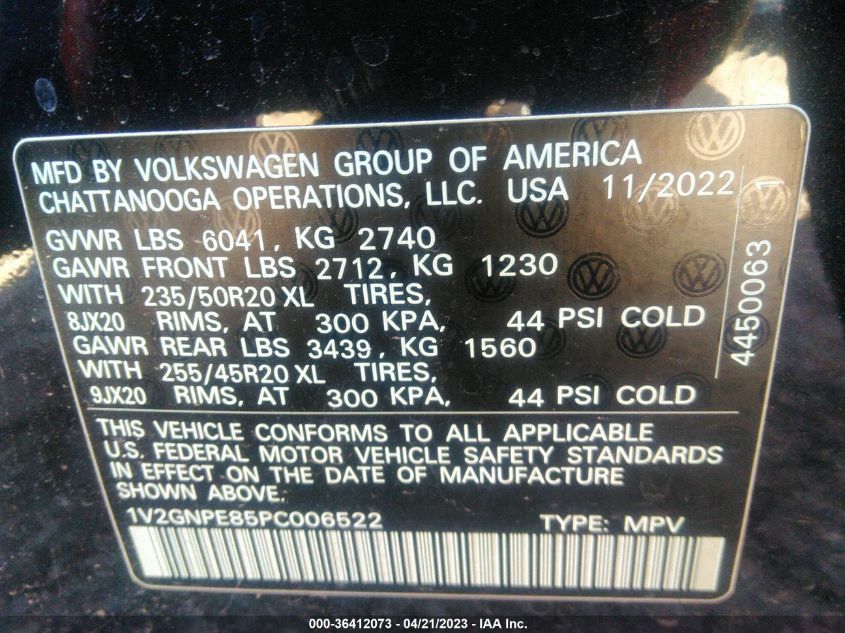 MFD BY VOLKSWAGEN GROUP OF AMERICA
CHATTANOOGA OPERATIONS, LLC. USA 11/2022
GVWR LBS 6041, KG 2740
GAWR FRONT LBS 2712, KG 1230
WITH 235/50R20 XL TIRES,
8JX20 RIMS, AT 300 KPA, 44 PSI COLD
GAWR REAR LBS 3439, KG 1560
WITH 255/45R20 XL TIRES,
9JX20 RIMS, AT 300 KPA, 44 PSI COLD
4450063 1
THIS VEHICLE CONFORMS TO ALL APPLICABLE
U.S. FEDERAL MOTOR VEHICLE SAFETY STANDARDS
IN EFFECT ON THE DATE OF MANUFACTURE
SHOWN ABOVE.
1V2GNPE85PC006522 TYPE: MPV
000-36412073 - 04/21/2023 - IAA Inc.